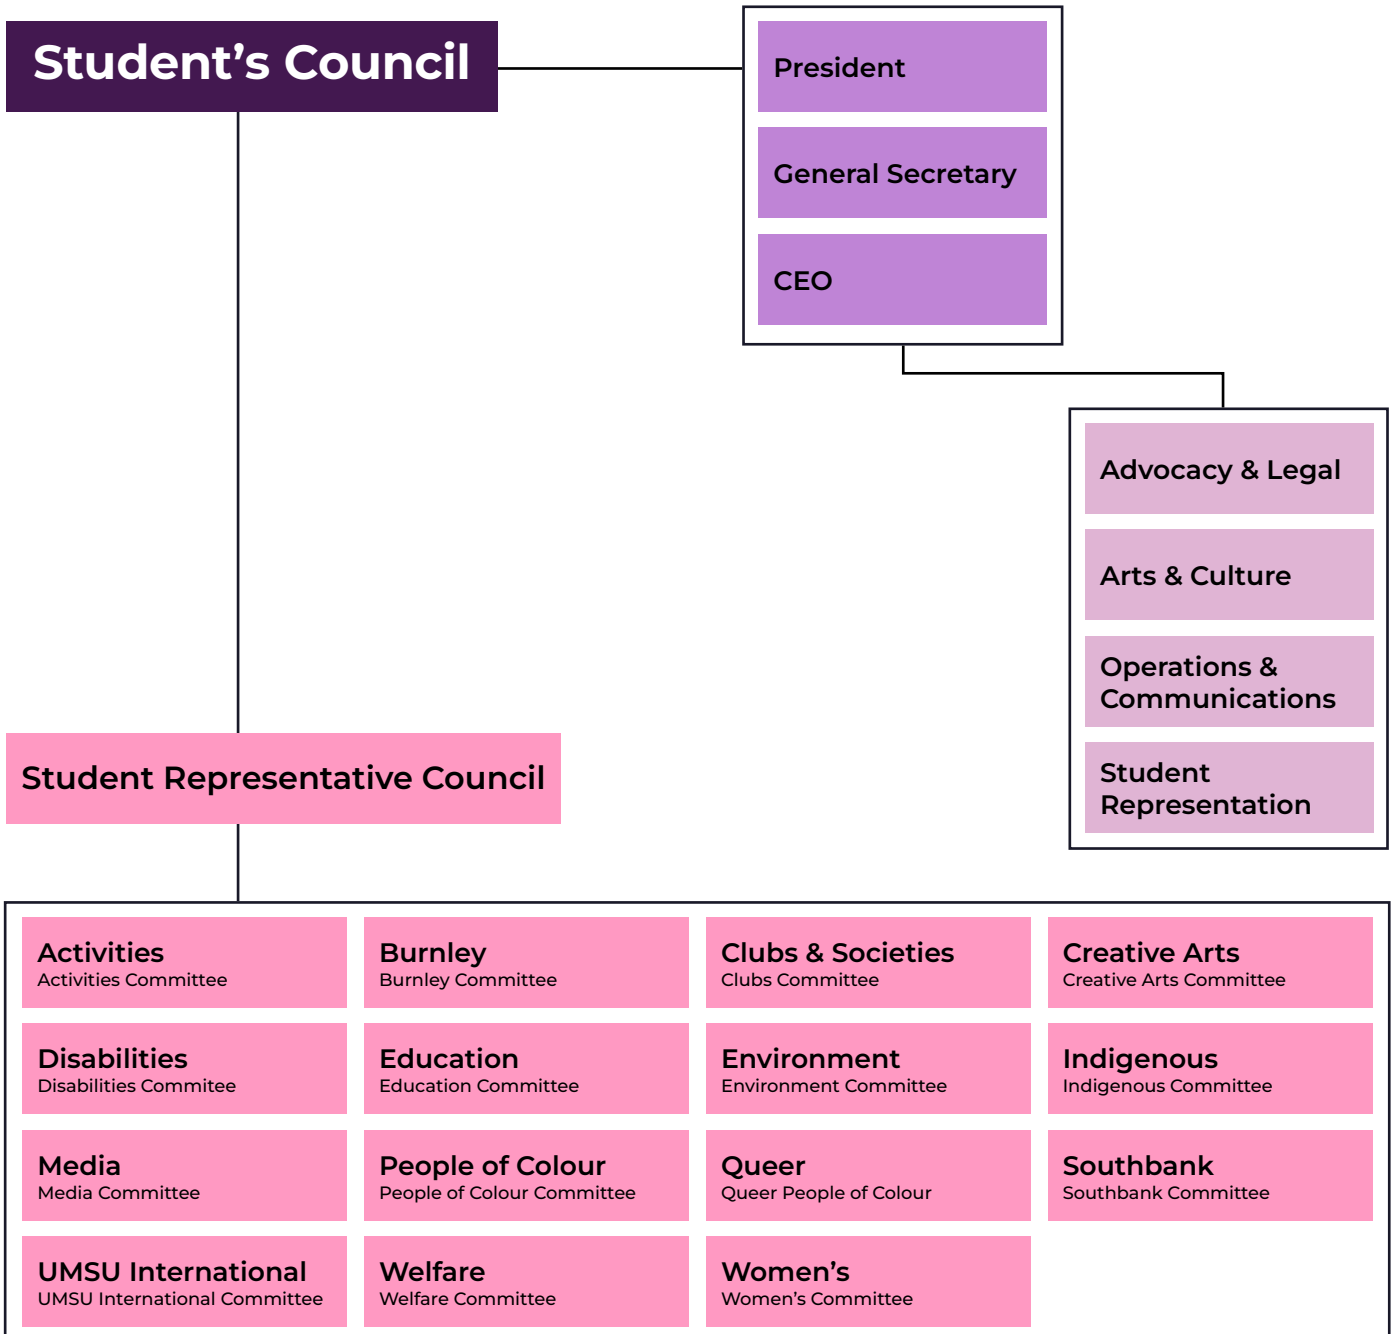 Student’s Council
President
General Secretary
CEO
Advocacy & Legal
Arts & Culture
Operations &
Communications
Student
Representation
Student Representative Council
Activities
Activities Committee
Burnley
Burnley Committee
Clubs & Societies
Clubs Committee
Creative Arts
Creative Arts Committee
Disabilities
Disabilities Commitee
Education
Education Committee
Environment
Environment Committee
Indigenous
Indigenous Committee
Media
Media Committee
People of Colour
People of Colour Committee
Queer
Queer People of Colour
Southbank
Southbank Committee
UMSU International
UMSU International Committee
Welfare
Welfare Committee
Women’s
Women’s Committee